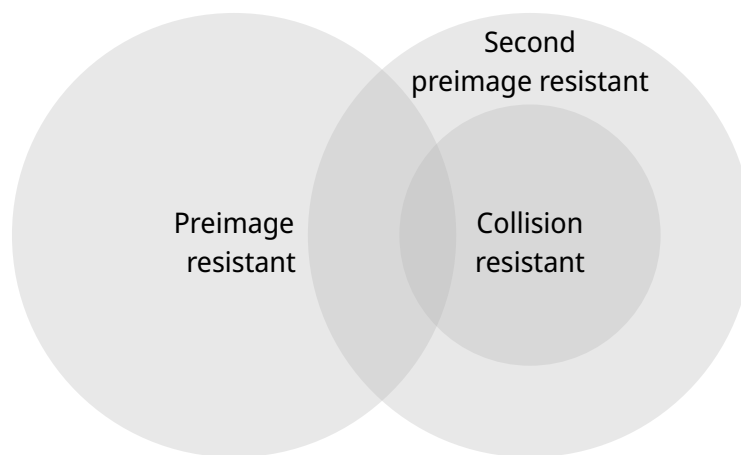 Second
preimage resistant
Preimage
resistant
Collision
resistant